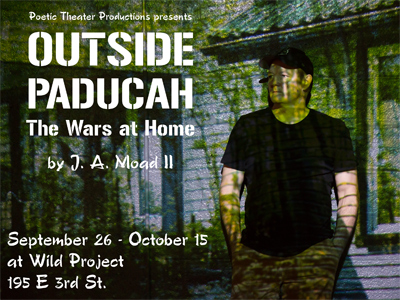 Poetic Theater Productions presents
OUTSIDE
PADUCAH
The Wars at Home
by J. A. Moad II
September 26 - October 15
at Wild Project
195 E 3rd St.